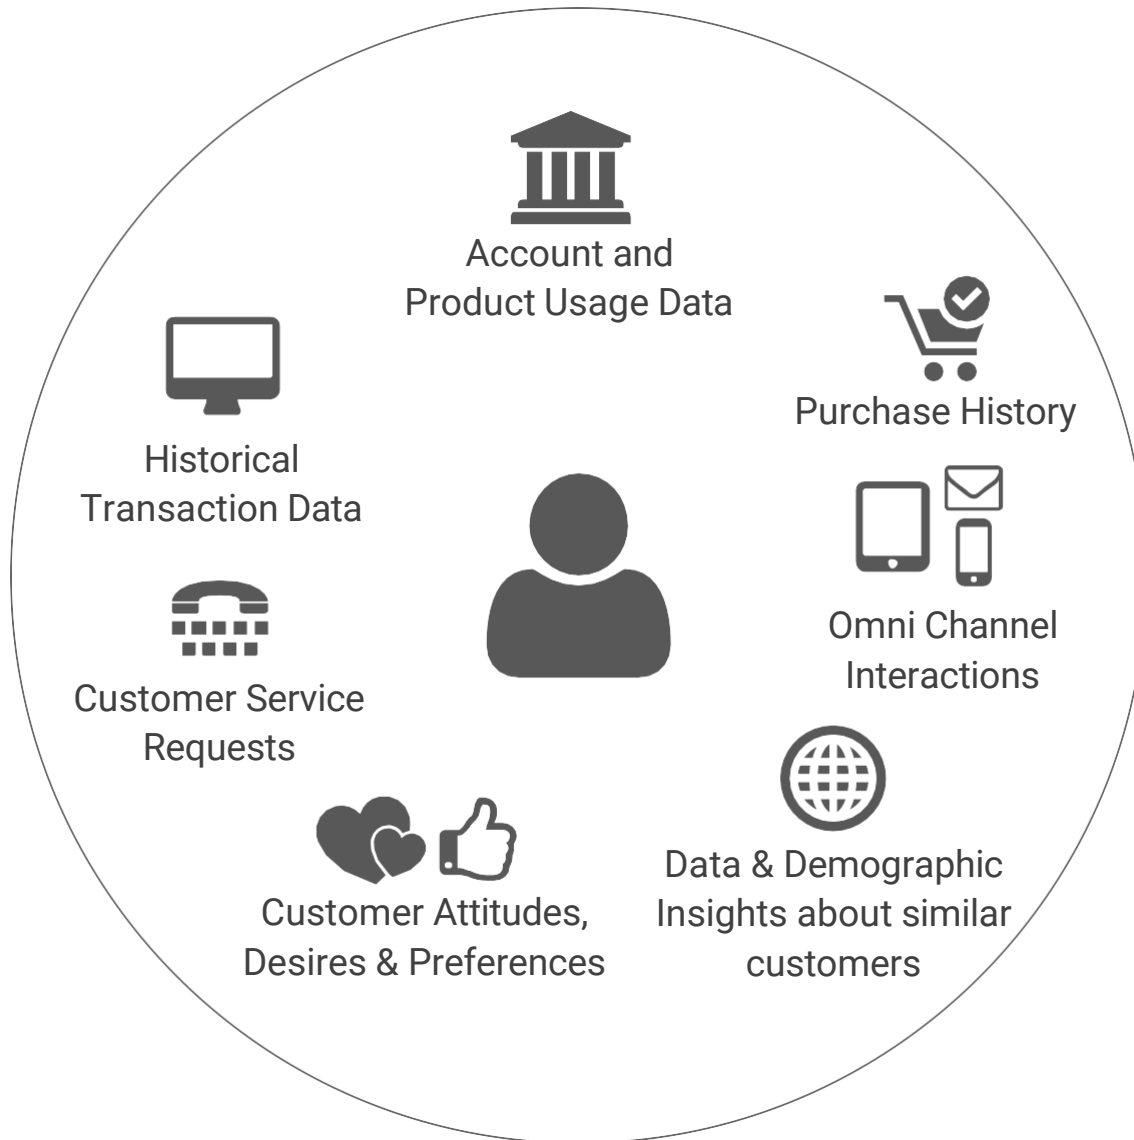 Account and
Product Usage Data
Purchase History
Historical
Transaction Data
Omni Channel
Interactions
Customer Service
Requests
Data & Demographic
Insights about similar
customers
Customer Attitudes,
Desires & Preferences